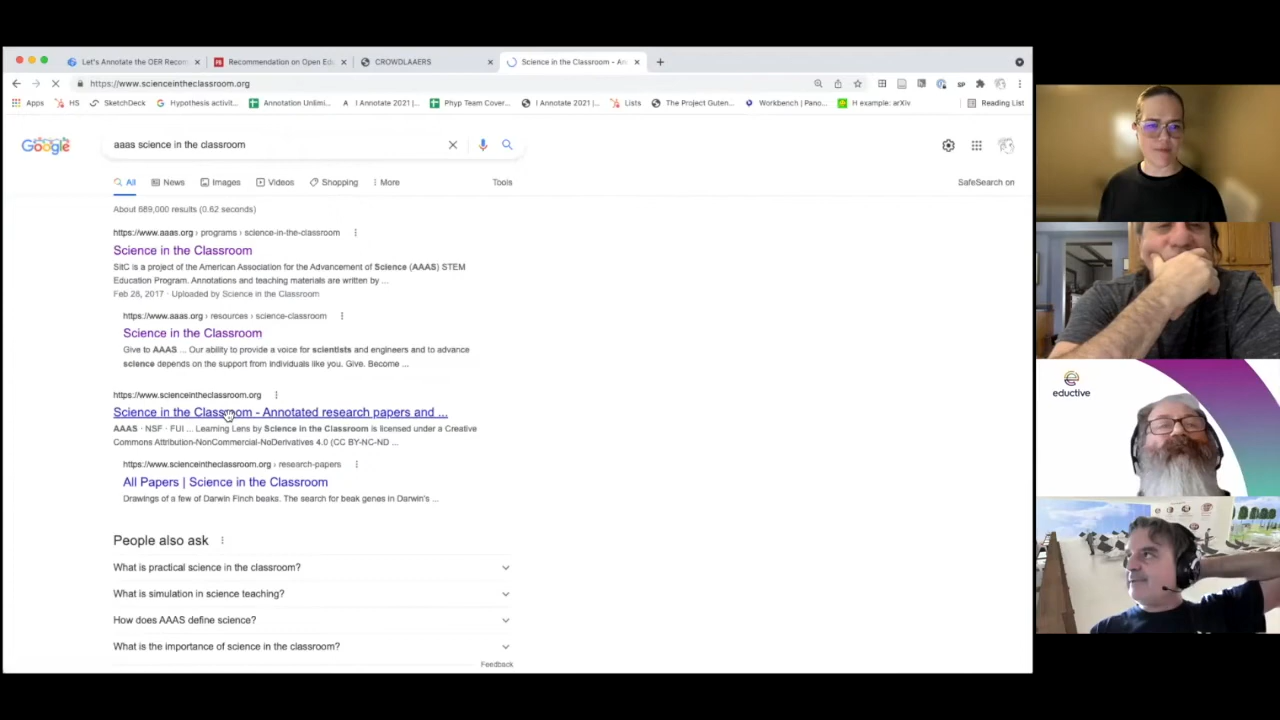 Let's Annotate the OER Recom
Recommendation on Open Edu
CROWDLAAERS
Science in the Classroom - An
https://www.scienceintheclassroom.org
Apps
HS
SketchDeck
Hypothesis activit...
Annotation Unlimi...
I Annotate 2021 |...
Phyp Team Cover...
I Annotate 2021 |...
Lists
The Project Guten...
Workbench | Pano...
H example: arXiv
Reading List
Google
aaas science in the classroom
All
News
Images
Videos
Shopping
More
Tools
SafeSearch on
About 689,000 results (0.62 seconds)
https://www.aaas.org › programs › science-in-the-classroom
Science in the Classroom
SitC is a project of the American Association for the Advancement of Science (AAAS) STEM
Education Program. Annotations and teaching materials are written by ...
Feb 28, 2017 · Uploaded by Science in the Classroom
https://www.aaas.org › resources › science-classroom
Science in the Classroom
Give to AAAS ... Our ability to provide a voice for scientists and engineers and to advance
science depends on the support from individuals like you. Give. Become ...
https://www.scienceintheclassroom.org
Science in the Classroom - Annotated research papers and ...
AAAS · NSF · FUI ... Learning Lens by Science in the Classroom is licensed under a Creative
Commons Attribution-NonCommercial-NoDerivatives 4.0 (CC BY-NC-ND ...
https://www.scienceintheclassroom.org › research-papers
All Papers | Science in the Classroom
Drawings of a few of Darwin Finch beaks. The search for beak genes in Darwin's ...
People also ask
What is practical science in the classroom?
What is simulation in science teaching?
How does AAAS define science?
What is the importance of science in the classroom?
Feedback
eductive